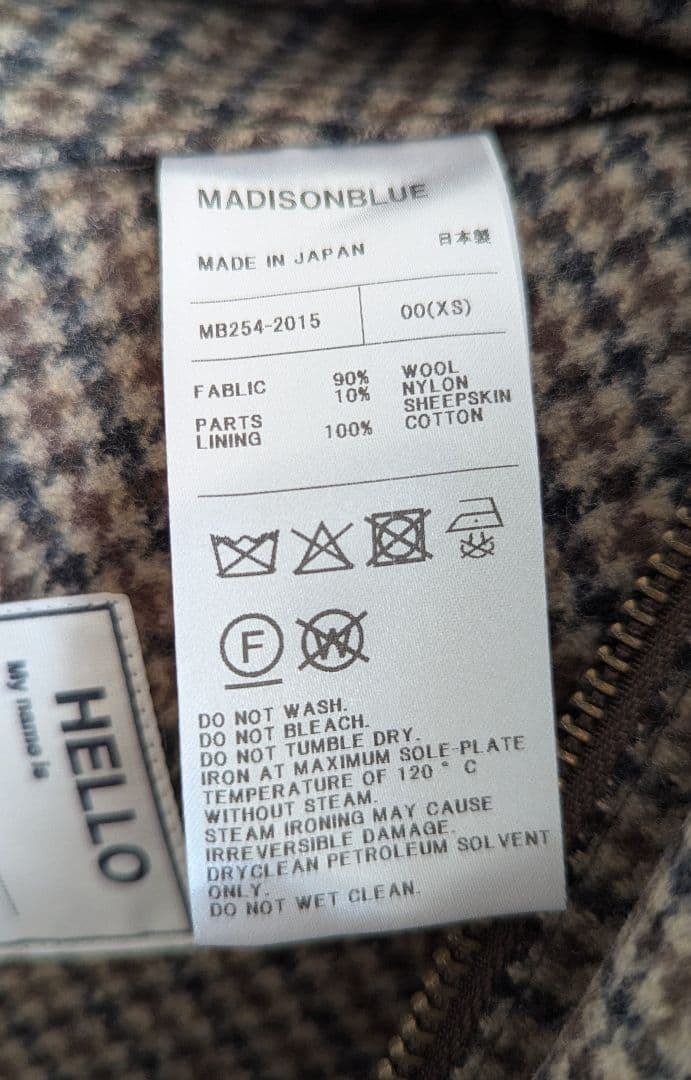 MADISONBLUE
MADE IN JAPAN 日本製
MB254-2015 00(XS)
FABLIC 90% WOOL
10% NYLON
PARTS SHEEPSKIN
LINING 100% COTTON
F W
DO NOT WASH.
DO NOT BLEACH.
DO NOT TUMBLE DRY.
IRON AT MAXIMUM SOLE-PLATE
TEMPERATURE OF 120 ° C
WITHOUT STEAM.
STEAM IRONING MAY CAUSE
IRREVERSIBLE DAMAGE.
DRYCLEAN PETROLEUM SOLVENT
ONLY.
DO NOT WET CLEAN.
HELLO
My name is